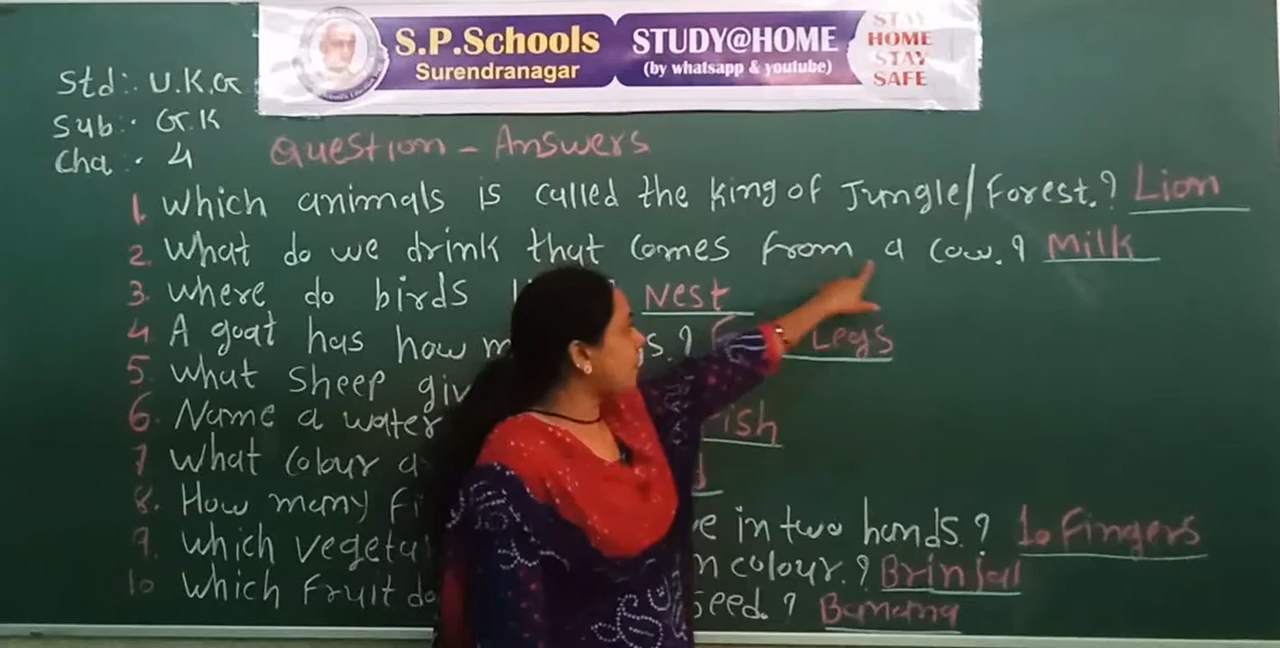 S.P.Schools
Surendranagar
STUDY@HOME
(by whatsapp & youtube)
STAY
HOME
STAY
SAFE
Std:- U.K.G
Sub:- G.K
Cha:- 4
Question - Answers
1. Which animals is called the king of Jungle/Forest.? Lion
2. What do we drink that comes from a cow.? Milk
3. Where do birds Nest
4. A goat has how Legs
5. What sheep
6. Name a water Fish
7. What colour
8. How many in two hands.? 10 Fingers
9. Which colour.? Brinjal
10 Which Fruit seed.? Banana